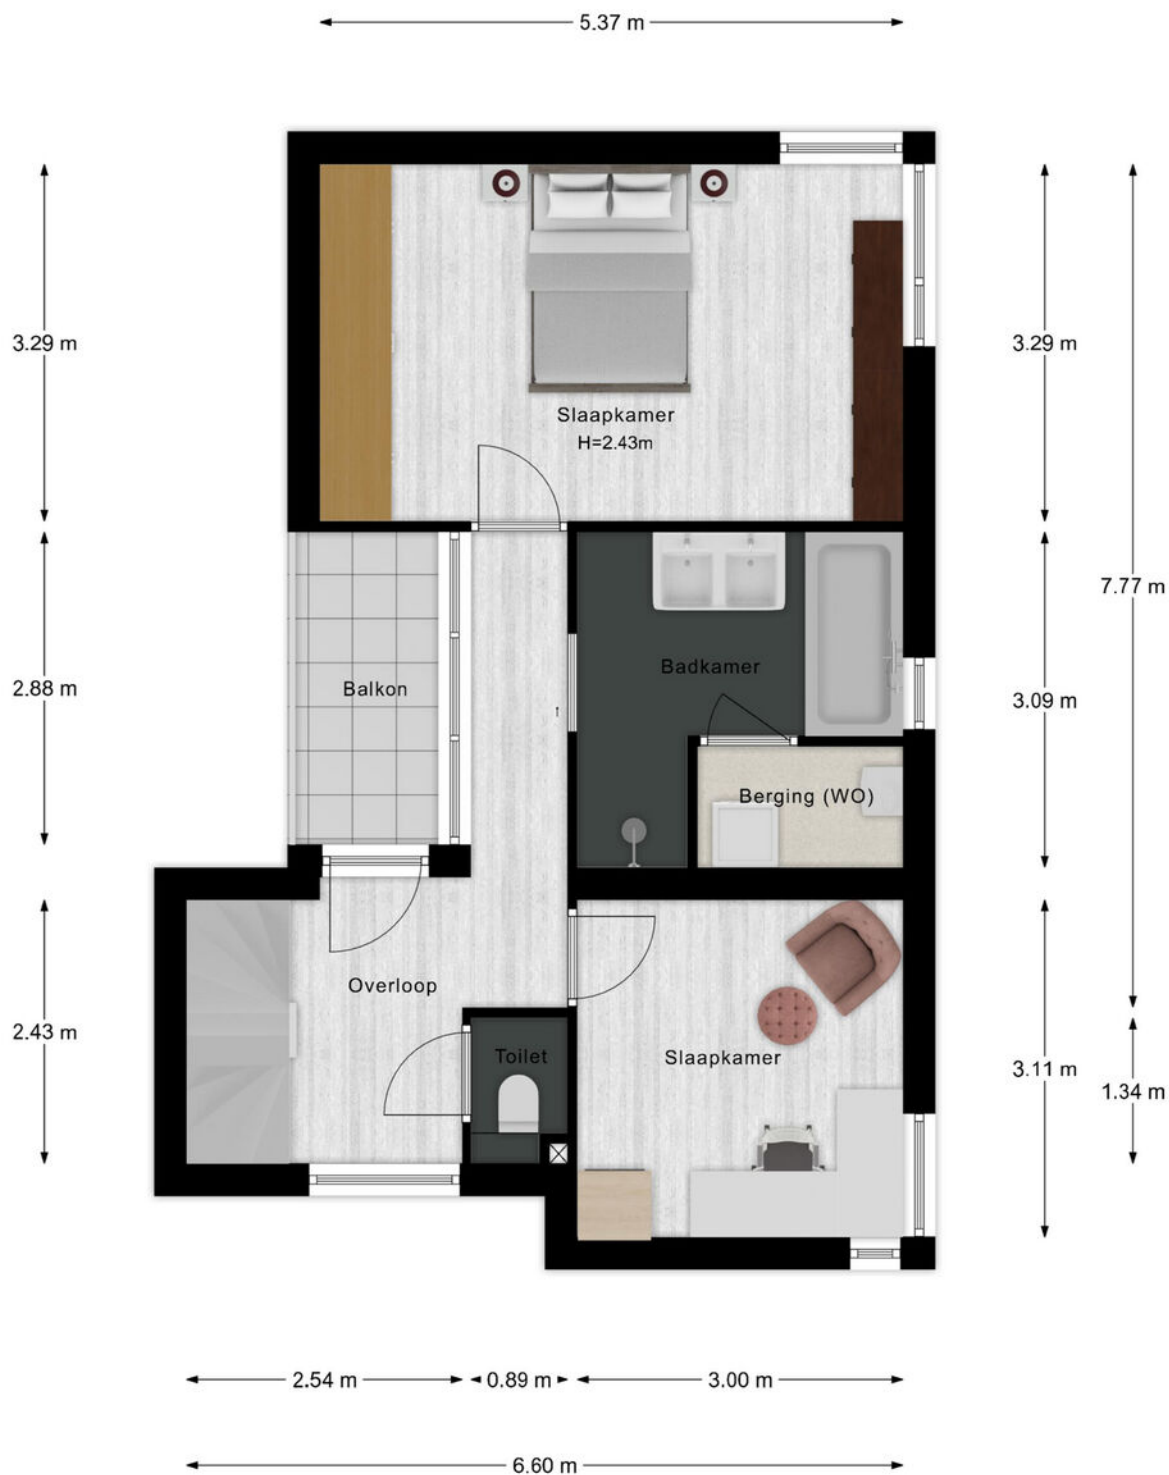 5.37 m
3.29 m
3.29 m
Slaapkamer
H=2.43m
7.77 m
2.88 m
Balkon
Badkamer
3.09 m
Berging (WO)
Overloop
2.43 m
Toilet
Slaapkamer
3.11 m
1.34 m
2.54 m
0.89 m
3.00 m
6.60 m